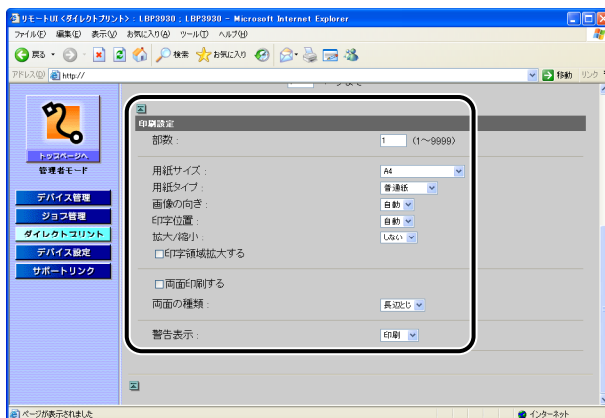 リモートUI <ダイレクトプリント> : LBP3930 ; LBP3930 - Microsoft Internet Explorer
ファイル(F) 編集(E) 表示(V) お気に入り(A) ツール(T) ヘルプ(H)
戻る 検索 お気に入り
アドレス(D) http:// 移動 リンク
トップページへ
管理者モード
デバイス管理
ジョブ管理
ダイレクトプリント
デバイス設定
サポートリンク
印刷設定
部数 : 1 (1～9999)
用紙サイズ : A4
用紙タイプ : 普通紙
画像の向き : 自動
印字位置 : 自動
拡大/縮小 : しない
印字領域拡大する
両面印刷する
両面の種類 : 長辺とじ
警告表示 : 印刷
ページが表示されました インターネット